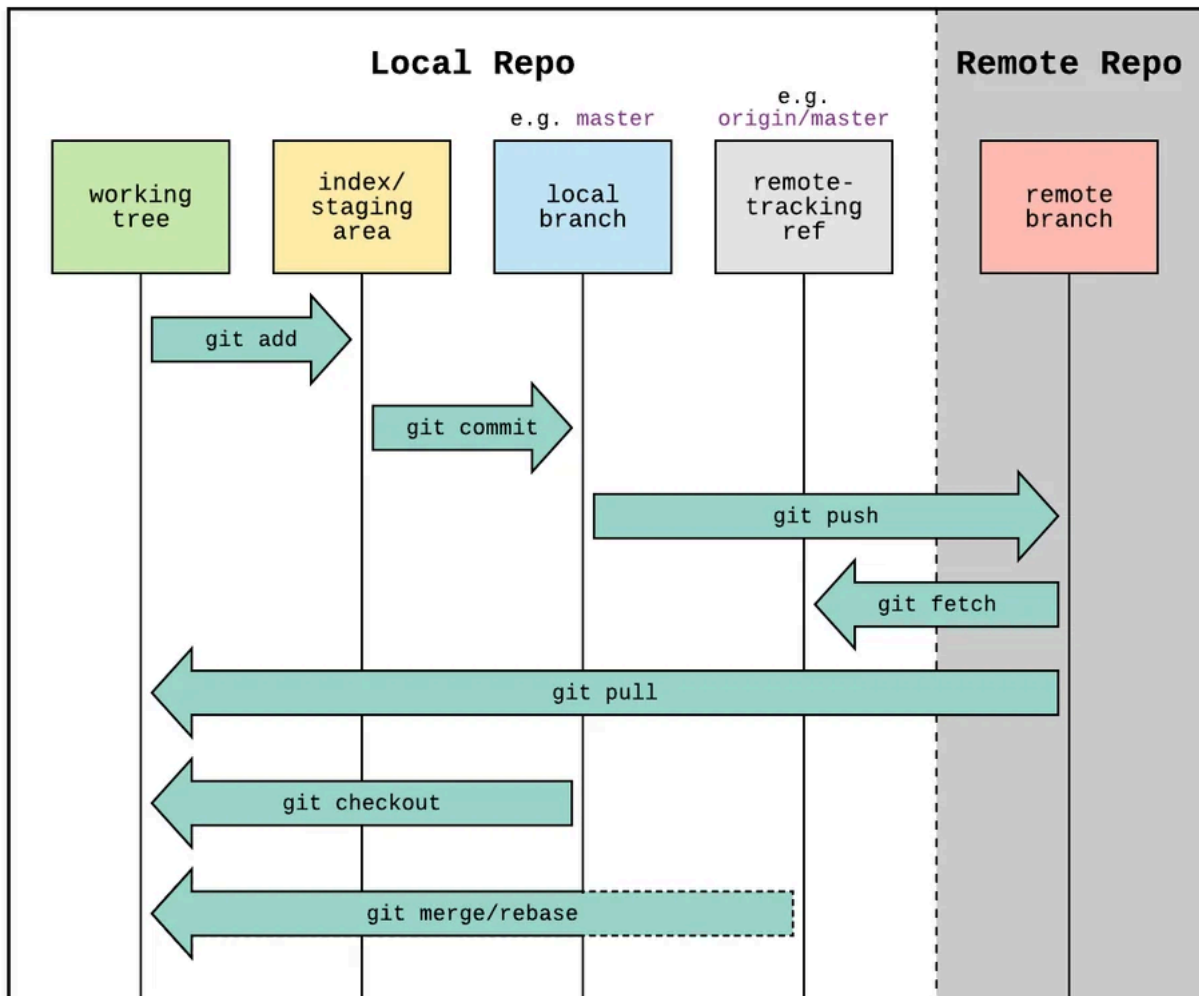 Local Repo
Remote Repo
e.g. master
e.g.
origin/master
working
tree
index/
staging
area
local
branch
remote-
tracking
ref
remote
branch
git add
git commit
git push
git fetch
git pull
git checkout
git merge/rebase